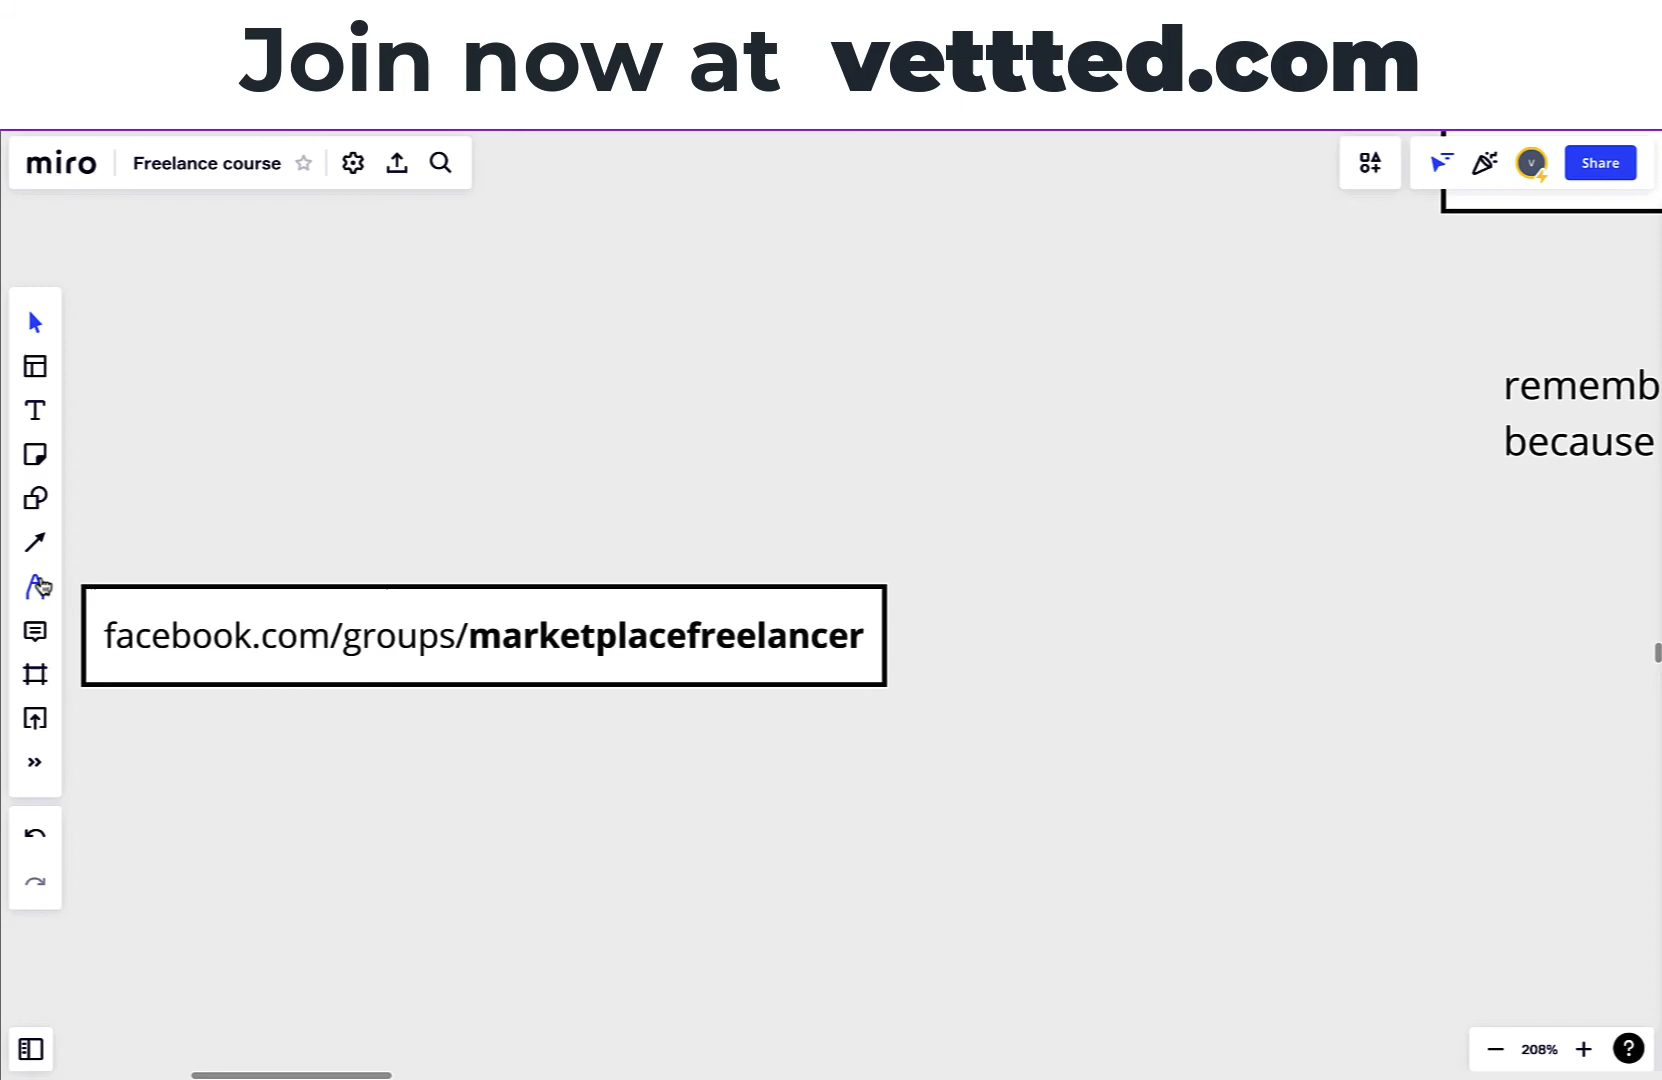 Join now at vettted.com
miro
Freelance course
V
Share
rememb
because
facebook.com/groups/marketplacefreelancer
208%
?